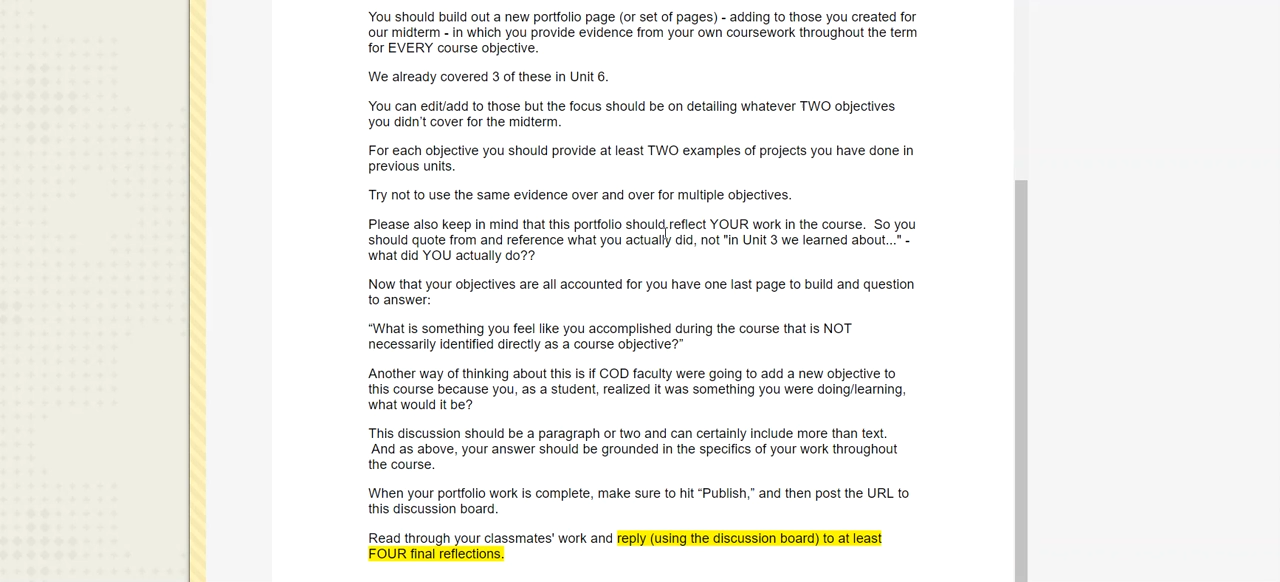 You should build out a new portfolio page (or set of pages) - adding to those you created for
our midterm - in which you provide evidence from your own coursework throughout the term
for EVERY course objective.
We already covered 3 of these in Unit 6.
You can edit/add to those but the focus should be on detailing whatever TWO objectives
you didn’t cover for the midterm.
For each objective you should provide at least TWO examples of projects you have done in
previous units.
Try not to use the same evidence over and over for multiple objectives.
Please also keep in mind that this portfolio should reflect YOUR work in the course.  So you
should quote from and reference what you actually did, not "in Unit 3 we learned about..." -
what did YOU actually do??
Now that your objectives are all accounted for you have one last page to build and question
to answer:
“What is something you feel like you accomplished during the course that is NOT
necessarily identified directly as a course objective?”
Another way of thinking about this is if COD faculty were going to add a new objective to
this course because you, as a student, realized it was something you were doing/learning,
what would it be?
This discussion should be a paragraph or two and can certainly include more than text.
And as above, your answer should be grounded in the specifics of your work throughout
the course.
When your portfolio work is complete, make sure to hit “Publish,” and then post the URL to
this discussion board.
Read through your classmates' work and reply (using the discussion board) to at least
FOUR final reflections.